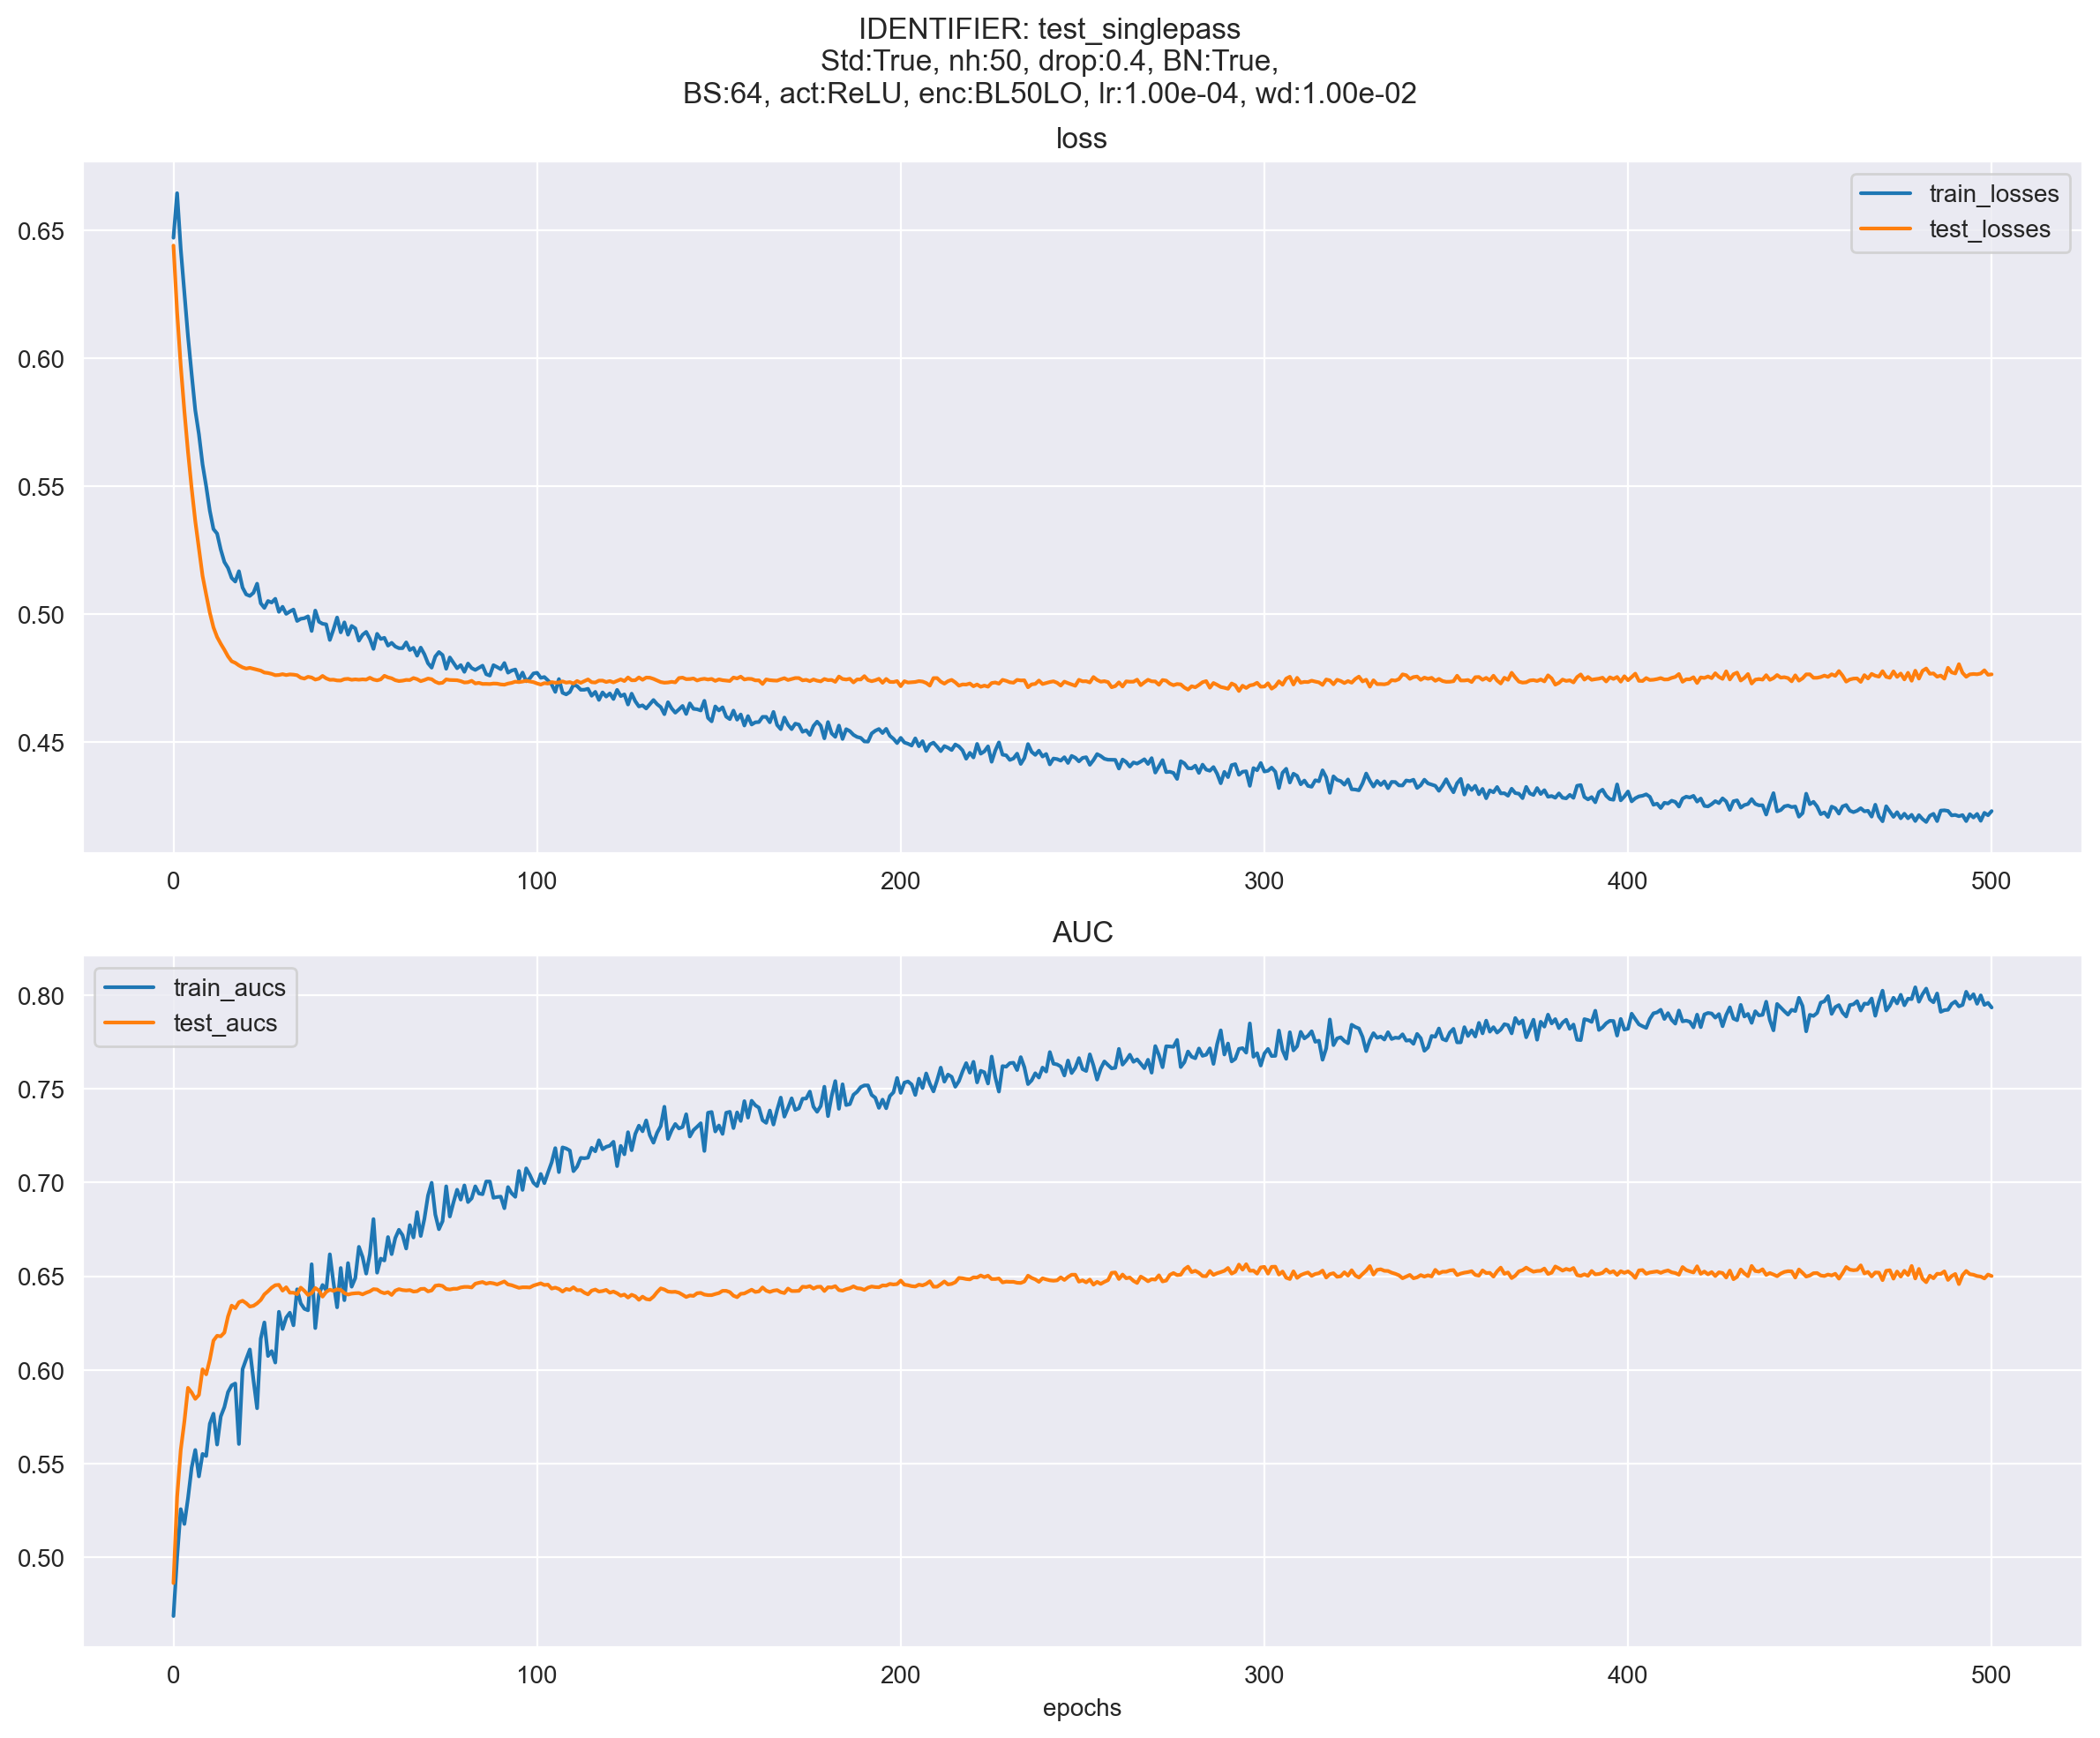 IDENTIFIER: test_singlepass
Std:True, nh:50, drop:0.4, BN:True,
BS:64, act:ReLU, enc:BL50LO, lr:1.00e-04, wd:1.00e-02
loss
train_losses
test_losses
0.65
0.60
0.55
0.50
0.45
0 100 200 300 400 500
AUC
train_aucs
test_aucs
0.80
0.75
0.70
0.65
0.60
0.55
0.50
0 100 200 300 400 500
epochs